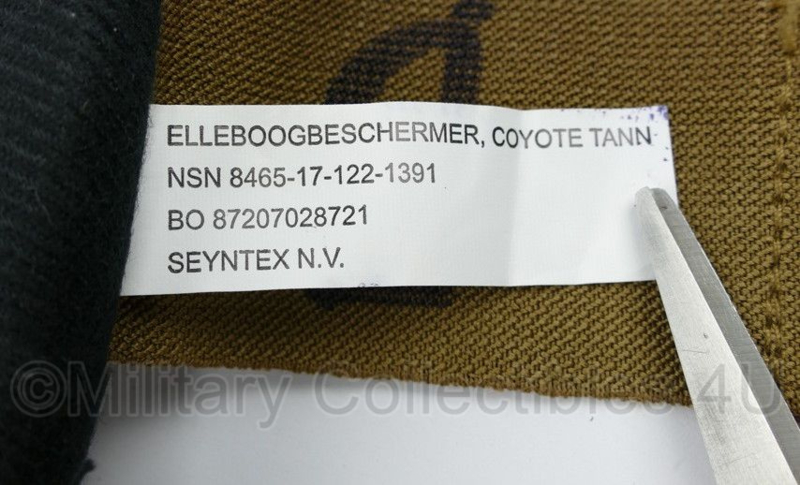 ELLEBOOGBESCHERMER, COYOTE TANN
NSN 8465-17-122-1391
BO 87207028721
SEYNTEX N.V.
©Military Collectibles 4U